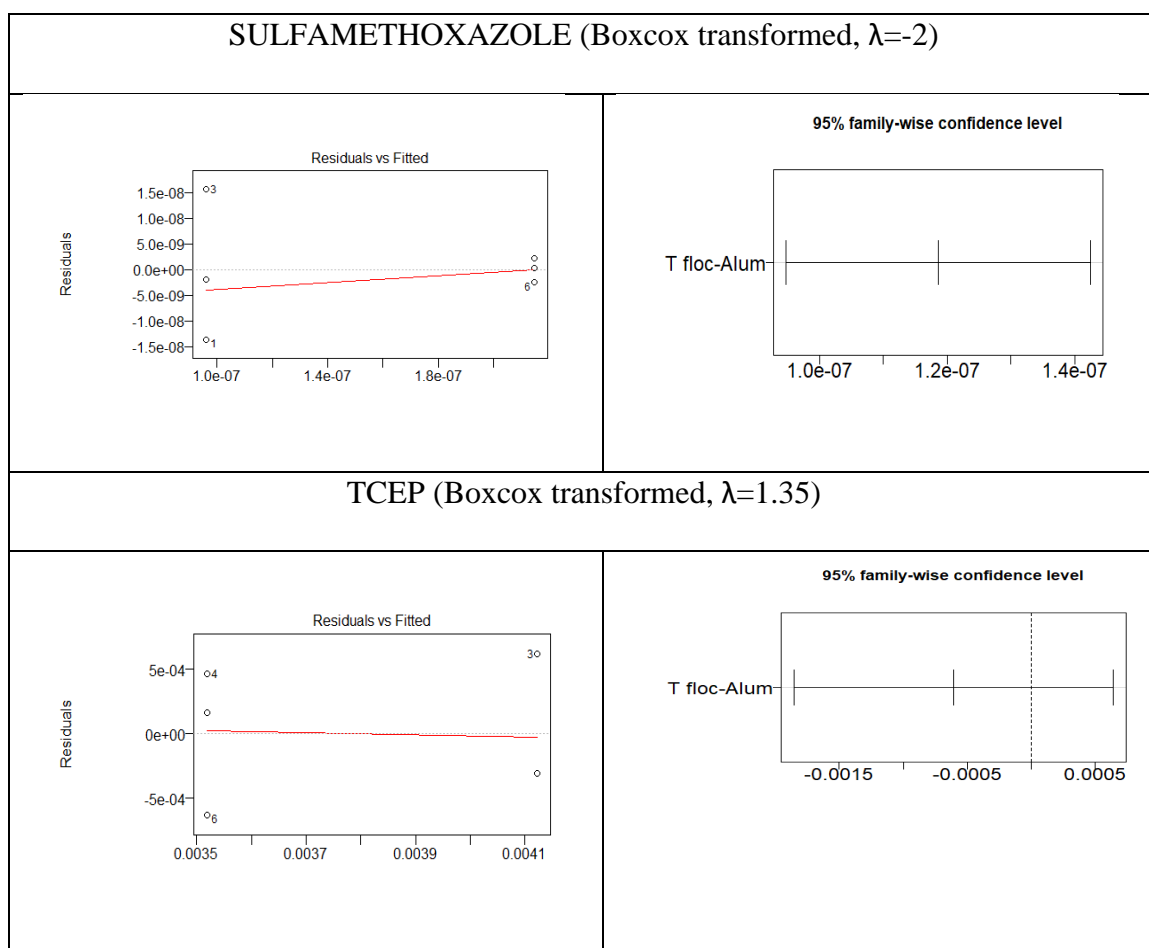 SULFAMETHOXAZOLE (Boxcox transformed, λ=-2)
Residuals vs Fitted
Residuals
1.5e-08
1.0e-08
5.0e-09
0.0e+00
-5.0e-09
-1.0e-08
-1.5e-08
3
1
6
1.0e-07 1.4e-07 1.8e-07
95% family-wise confidence level
T floc-Alum
1.0e-07 1.2e-07 1.4e-07
TCEP (Boxcox transformed, λ=1.35)
Residuals vs Fitted
Residuals
5e-04
0e+00
-5e-04
4
3
6
0.0035 0.0037 0.0039 0.0041
95% family-wise confidence level
T floc-Alum
-0.0015 -0.0005 0.0005